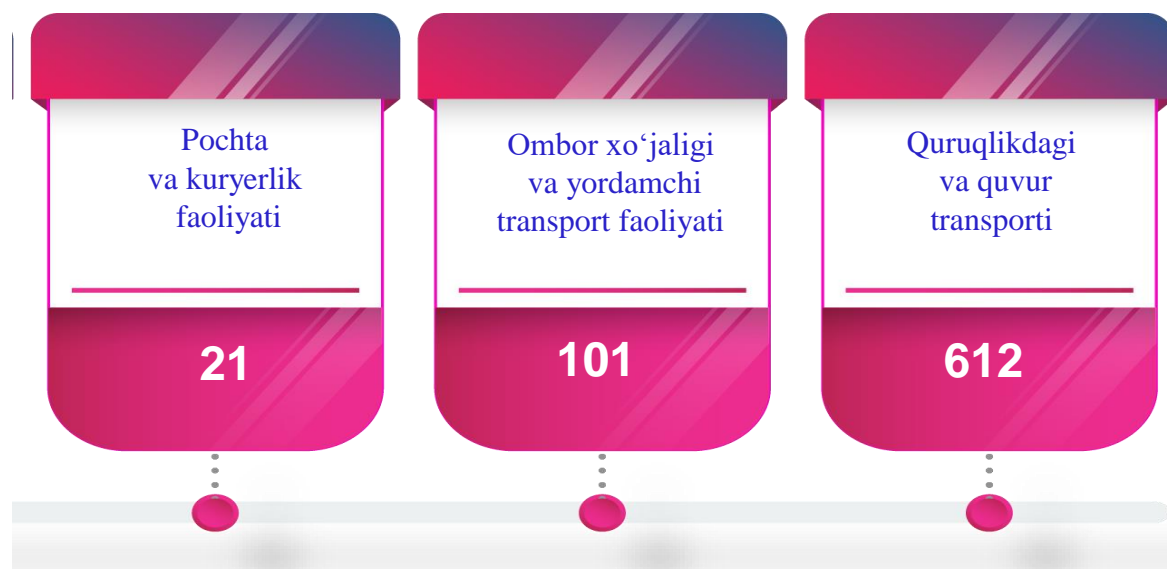 Pochta
va kuryerlik
faoliyati
21
Ombor xo‘jaligi
va yordamchi
transport faoliyati
101
Quruqlikdagi
va quvur
transporti
612